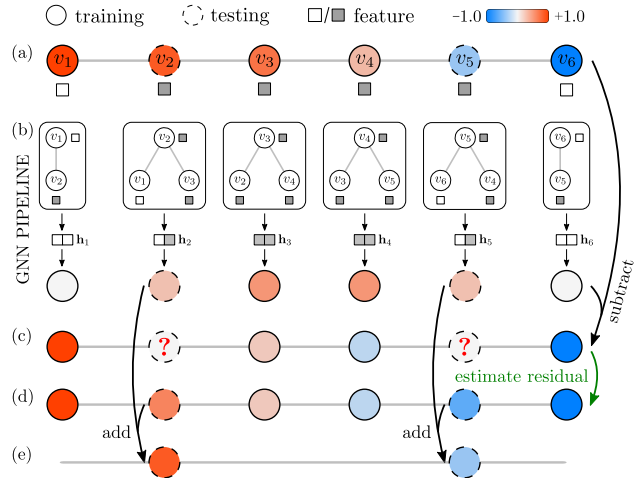 training testing / feature −1.0 +1.0
(a) v1 v2 v3 v4 v5 v6
(b) v1 v2 v3 v4 v5 v6
v2 v1 v3 v2 v4 v3 v5 v6 v4 v5
GNN PIPELINE
h1 h2 h3 h4 h5 h6
subtract
(c) ? ?
estimate residual
(d)
add add
(e)